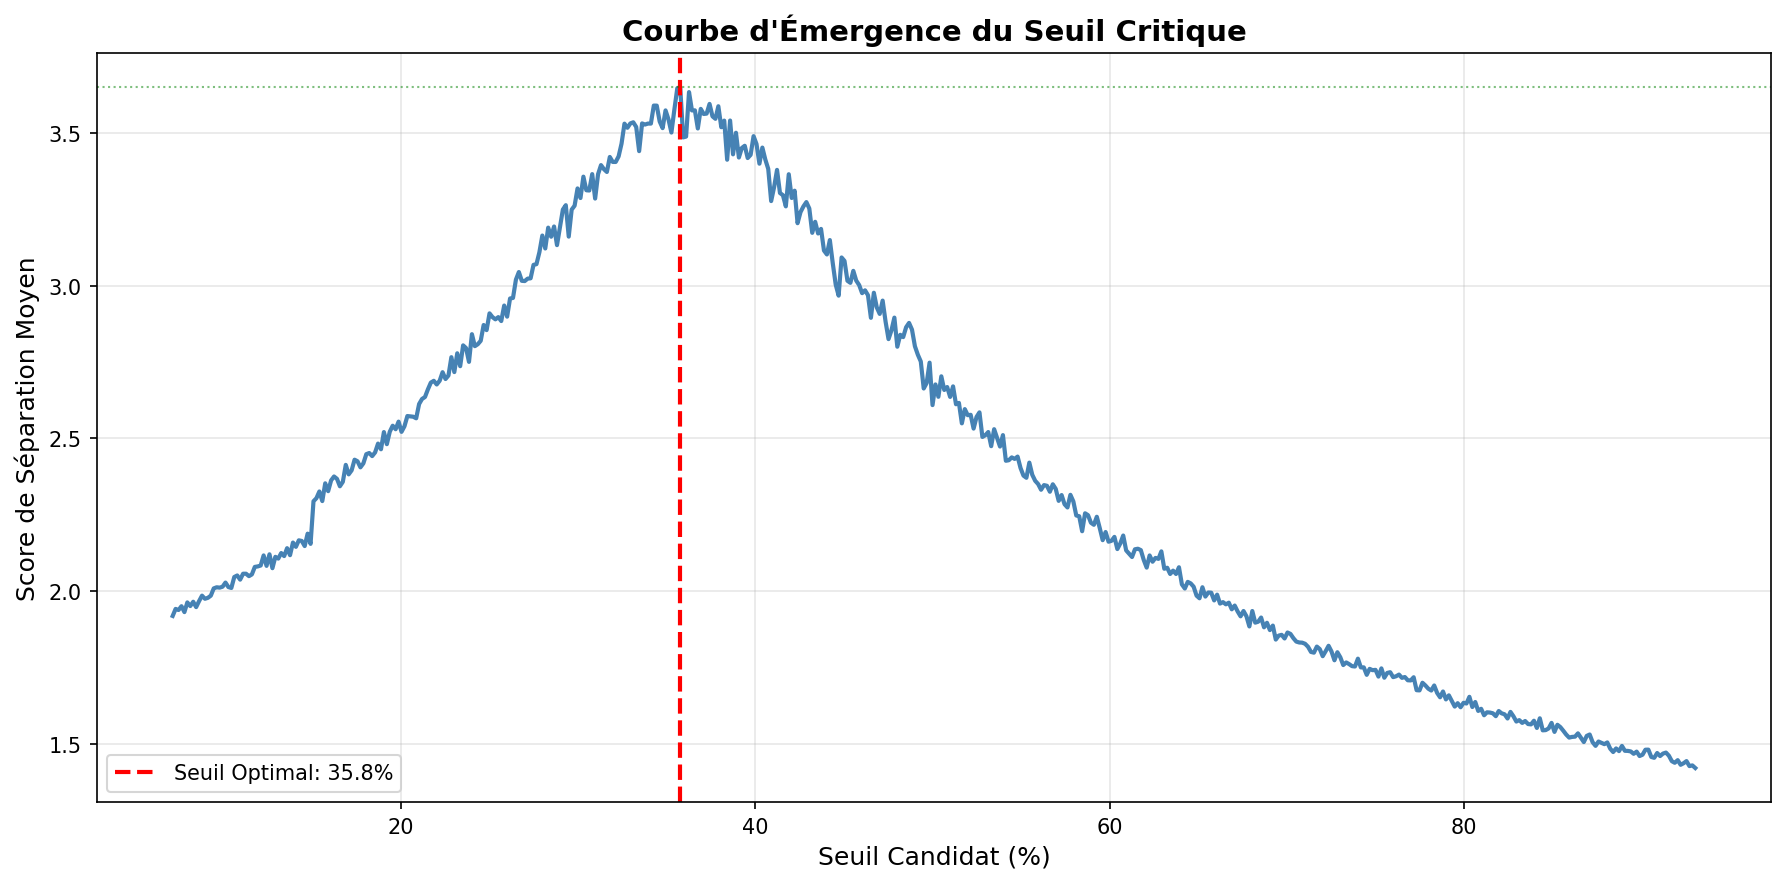 Courbe d'Émergence du Seuil Critique
Score de Séparation Moyen
3.5
3.0
2.5
2.0
1.5
Seuil Optimal: 35.8%
20 40 60 80
Seuil Candidat (%)